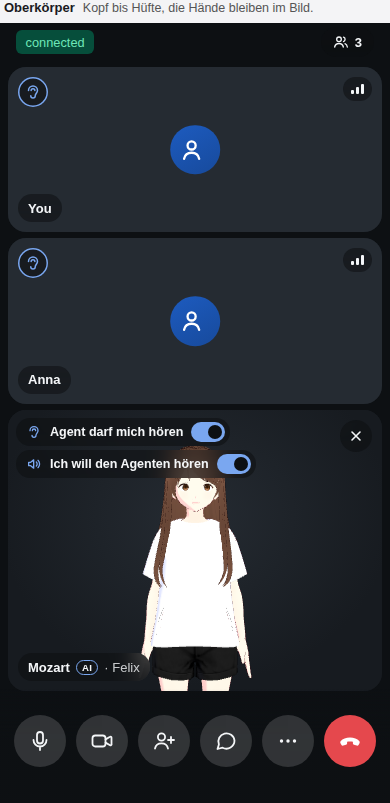 Oberkörper Kopf bis Hüfte, die Hände bleiben im Bild.
connected
3
You
Anna
Agent darf mich hören
Ich will den Agenten hören
Mozart AI · Felix